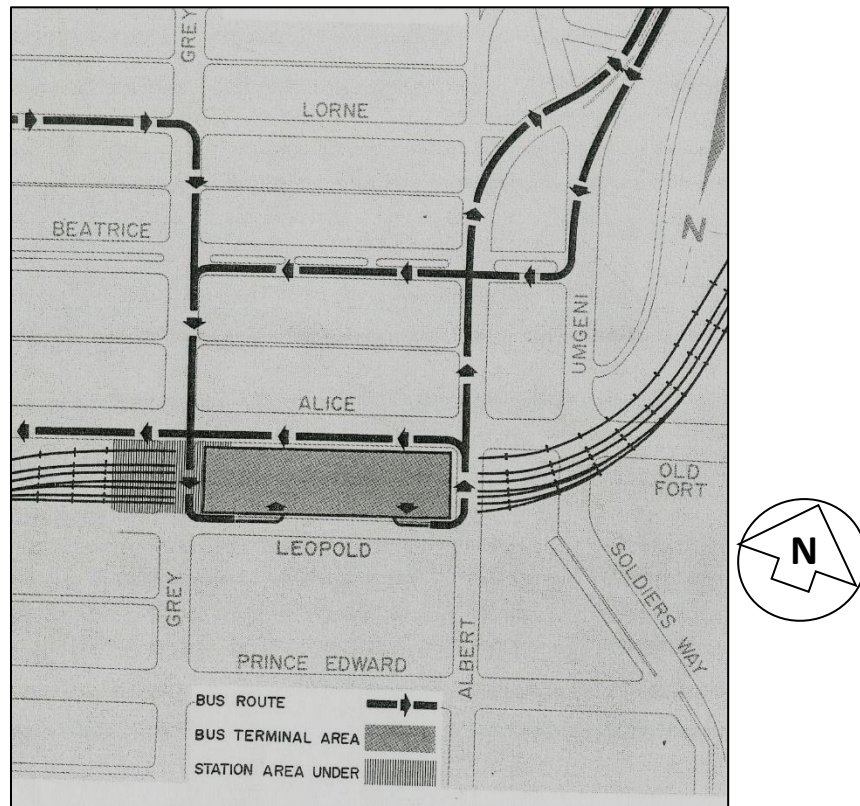 GREY
LORNE
BEATRICE
N
UMGENI
ALICE
OLD
FORT
LEOPOLD
N
SOLDIERS WAY
GREY
ALBERT
PRINCE EDWARD
BUS ROUTE
BUS TERMINAL AREA
STATION AREA UNDER